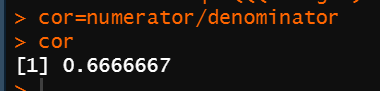 > cor=numerator/denominator
> cor
[1] 0.6666667
>